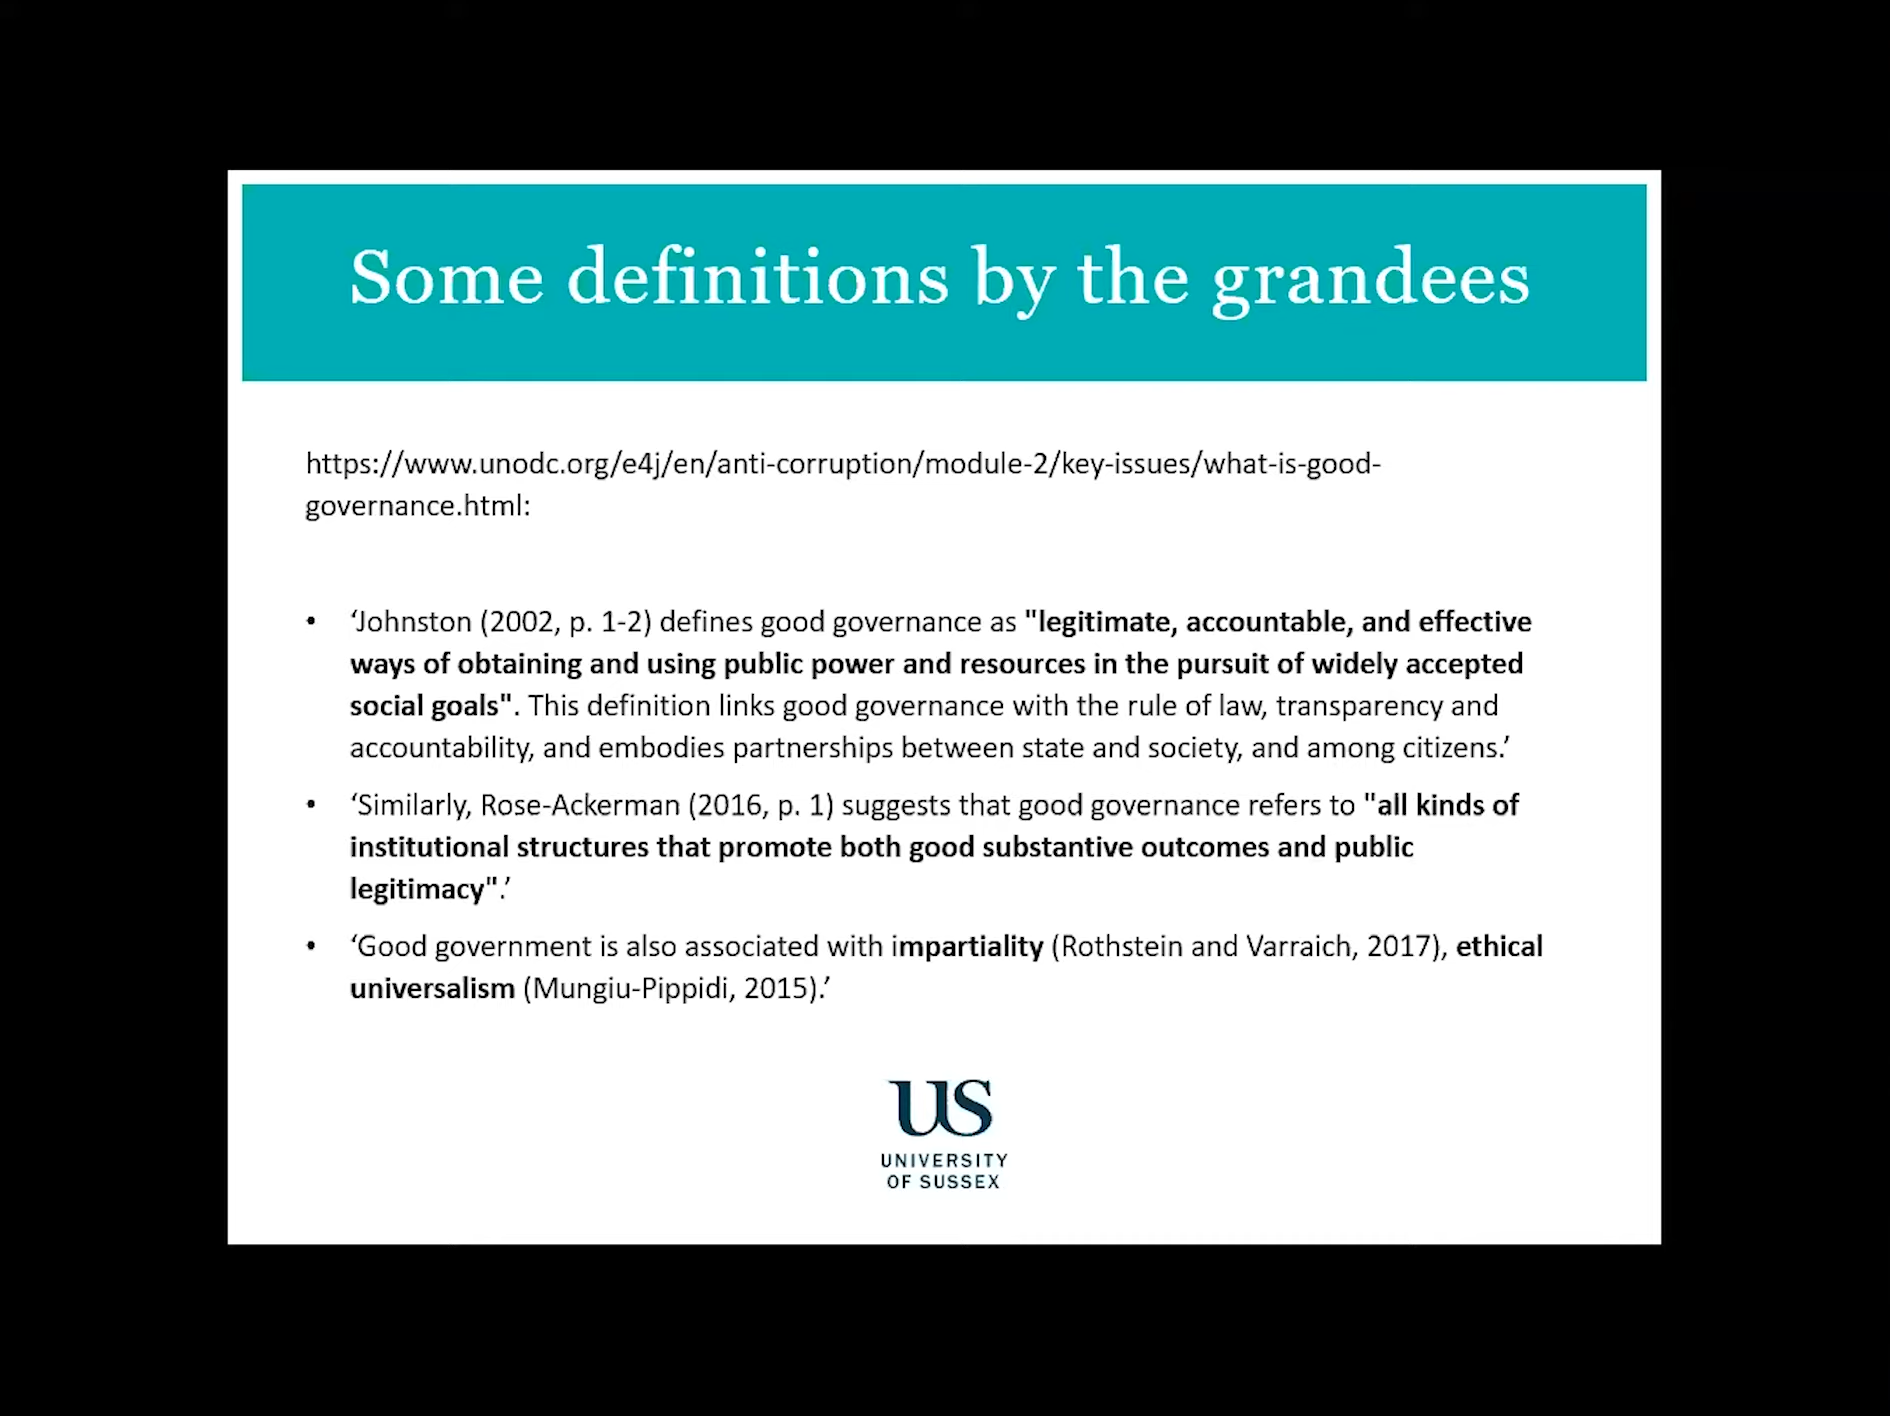 Some definitions by the grandees
https://www.unodc.org/e4j/en/anti-corruption/module-2/key-issues/what-is-good-
governance.html:
• ‘Johnston (2002, p. 1-2) defines good governance as "legitimate, accountable, and effective
ways of obtaining and using public power and resources in the pursuit of widely accepted
social goals". This definition links good governance with the rule of law, transparency and
accountability, and embodies partnerships between state and society, and among citizens.’
• ‘Similarly, Rose-Ackerman (2016, p. 1) suggests that good governance refers to "all kinds of
institutional structures that promote both good substantive outcomes and public
legitimacy".’
• ‘Good government is also associated with impartiality (Rothstein and Varraich, 2017), ethical
universalism (Mungiu-Pippidi, 2015).’
US
UNIVERSITY
OF SUSSEX